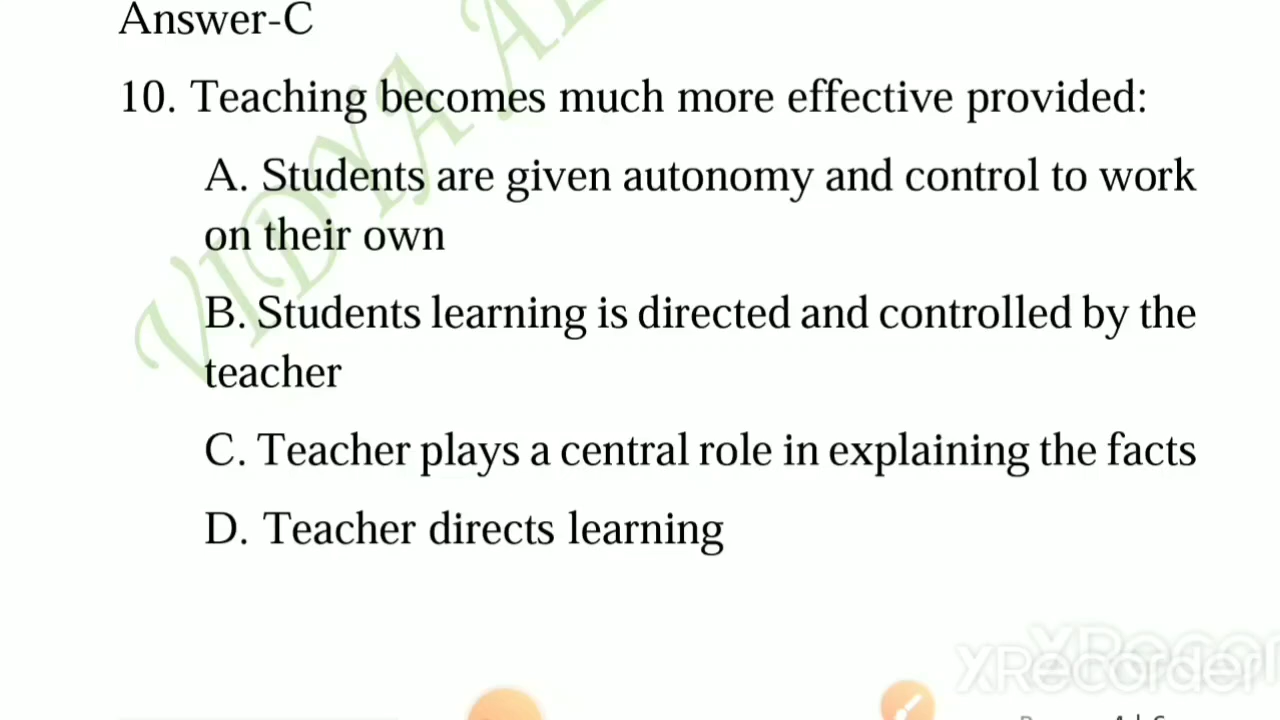 Answer-C
10. Teaching becomes much more effective provided:
A. Students are given autonomy and control to work
on their own
B. Students learning is directed and controlled by the
teacher
C. Teacher plays a central role in explaining the facts
D. Teacher directs learning
VIDYA
XRecorder